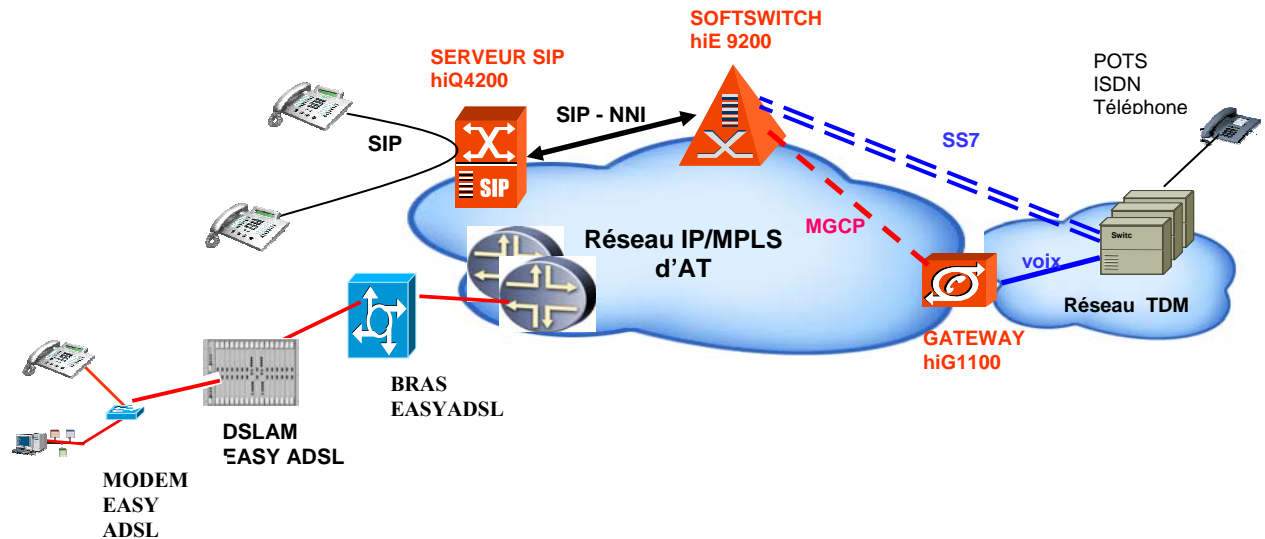 SOFTSWITCH
hiE 9200
SERVEUR SIP
hiQ4200
POTS
ISDN
Téléphone
SIP - NNI
SIP
SS7
SIP
MGCP
Switc
Réseau IP/MPLS
d'AT
voix
Réseau TDM
GATEWAY
hiG1100
BRAS
EASYADSL
DSLAM
EASY ADSL
MODEM
EASY
ADSL